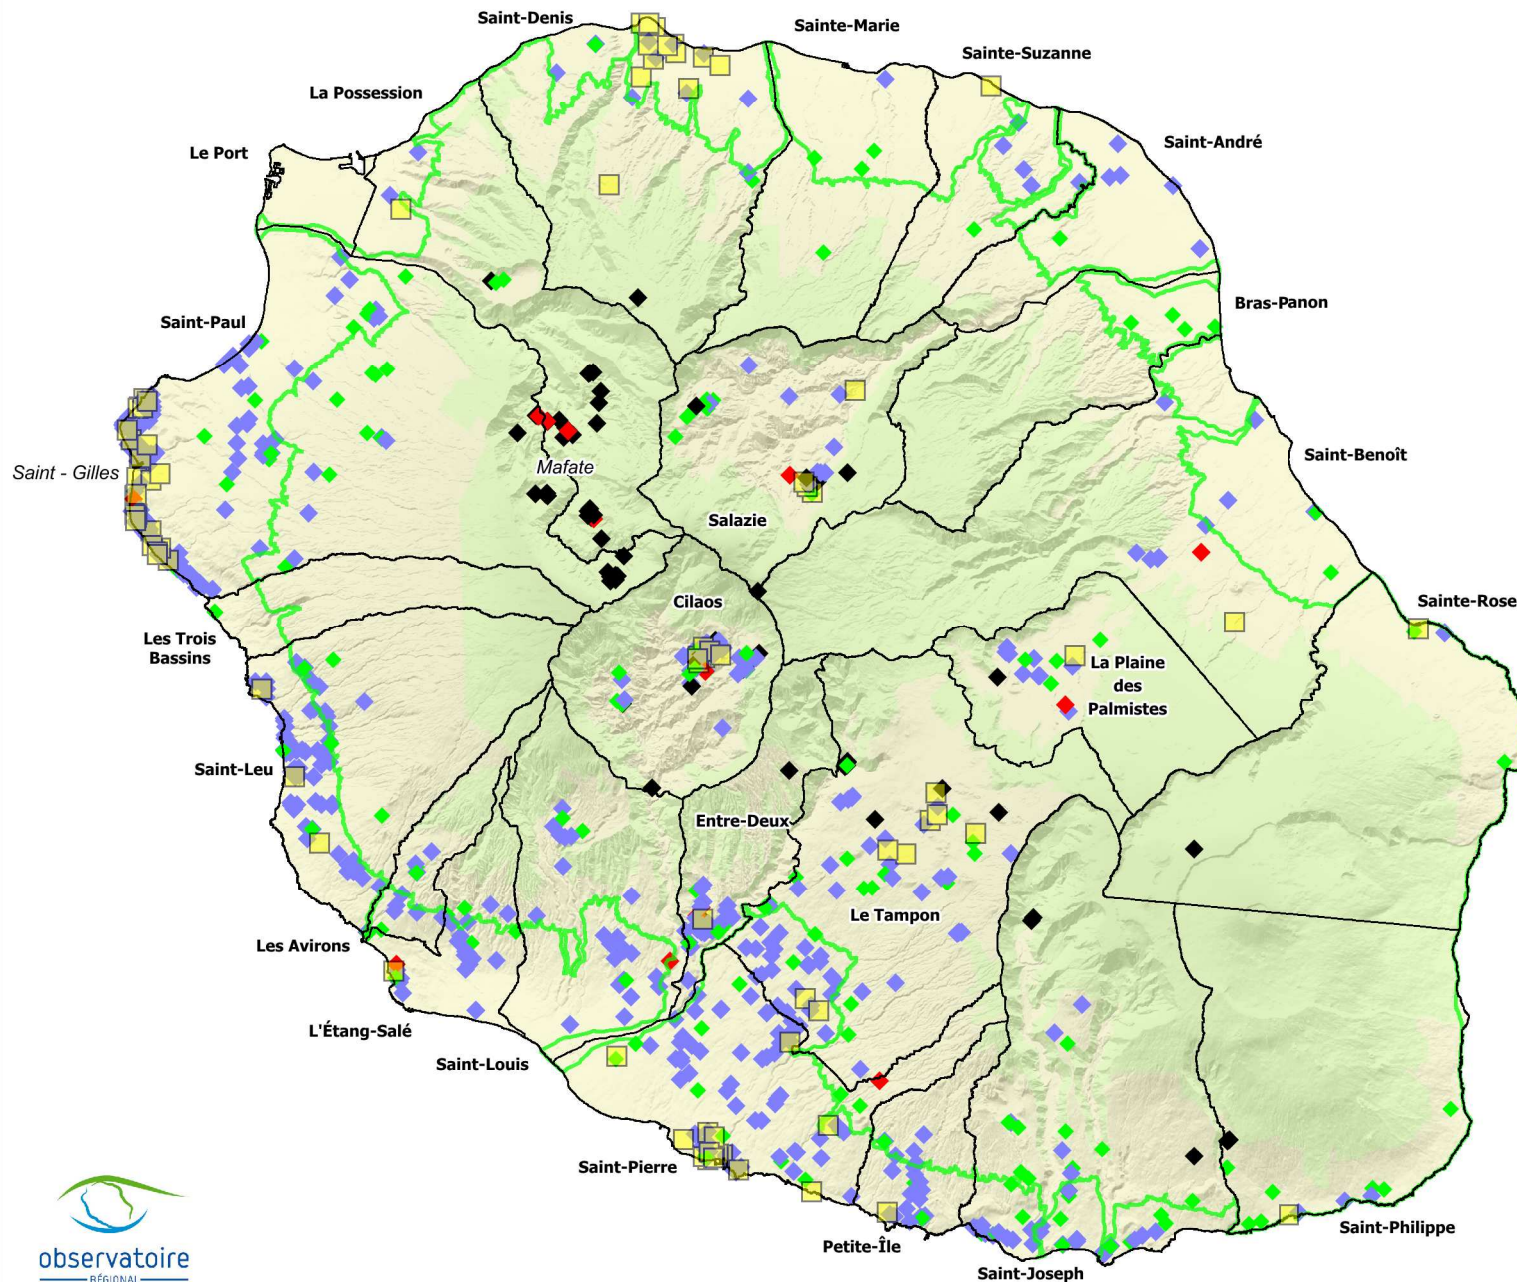 Saint-Denis
Sainte-Marie
Sainte-Suzanne
La Possession
Saint-André
Le Port
Bras-Panon
Saint-Paul
Saint-Benoît
Mafate
Saint - Gilles
Salazie
Cilaos
Sainte-Rose
Les Trois
Bassins
La Plaine
des
Palmistes
Saint-Leu
Entre-Deux
Le Tampon
Les Avirons
L'Étang-Salé
Saint-Louis
Saint-Pierre
Petite-Île
Saint-Philippe
Saint-Joseph
observatoire
RÉGIONAL